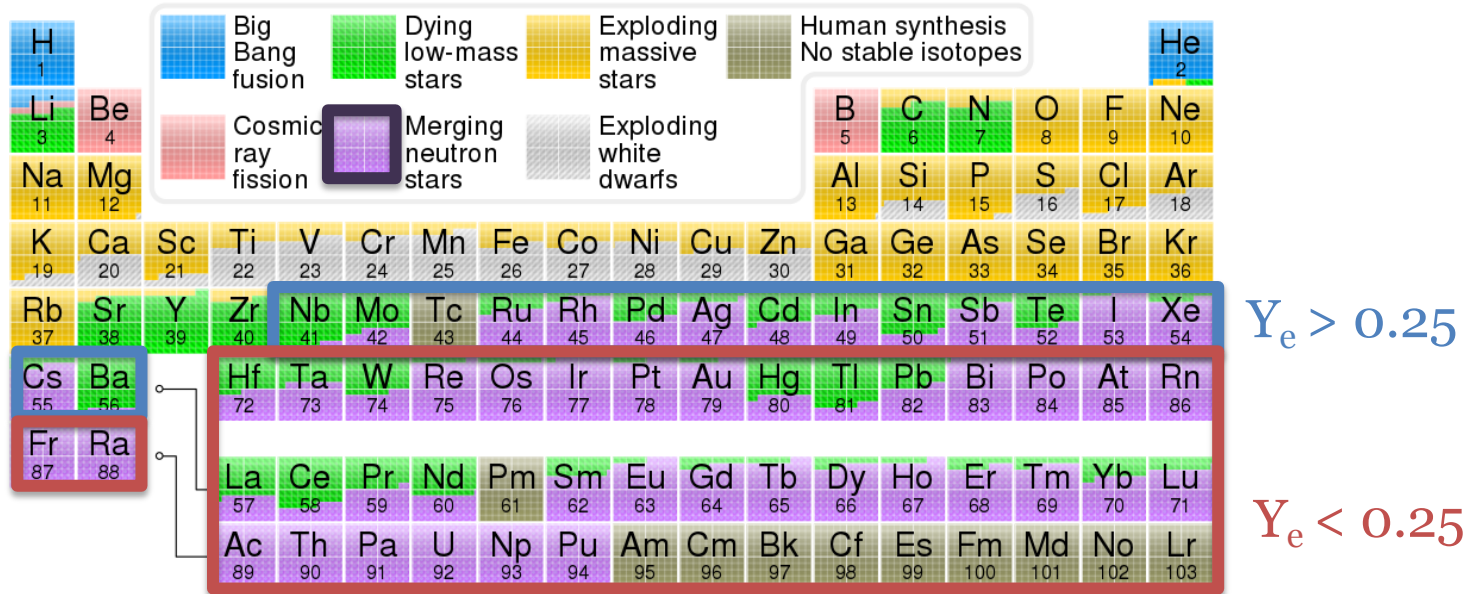 Big
Bang
fusion
Dying
low-mass
stars
Exploding
massive
stars
Human synthesis
No stable isotopes
Cosmic
ray
fission
Merging
neutron
stars
Exploding
white
dwarfs
H He
1 2
Li Be B C N O F Ne
3 4 5 6 7 8 9 10
Na Mg Al Si P S Cl Ar
11 12 13 14 15 16 17 18
K Ca Sc Ti V Cr Mn Fe Co Ni Cu Zn Ga Ge As Se Br Kr
19 20 21 22 23 24 25 26 27 28 29 30 31 32 33 34 35 36
Rb Sr Y Zr Nb Mo Tc Ru Rh Pd Ag Cd In Sn Sb Te I Xe
37 38 39 40 41 42 43 44 45 46 47 48 49 50 51 52 53 54
Yₑ > 0.25
Cs Ba Hf Ta W Re Os Ir Pt Au Hg Tl Pb Bi Po At Rn
55 56 72 73 74 75 76 77 78 79 80 81 82 83 84 85 86
Fr Ra
87 88
La Ce Pr Nd Pm Sm Eu Gd Tb Dy Ho Er Tm Yb Lu
57 58 59 60 61 62 63 64 65 66 67 68 69 70 71
Yₑ < 0.25
Ac Th Pa U Np Pu Am Cm Bk Cf Es Fm Md No Lr
89 90 91 92 93 94 95 96 97 98 99 100 101 102 103